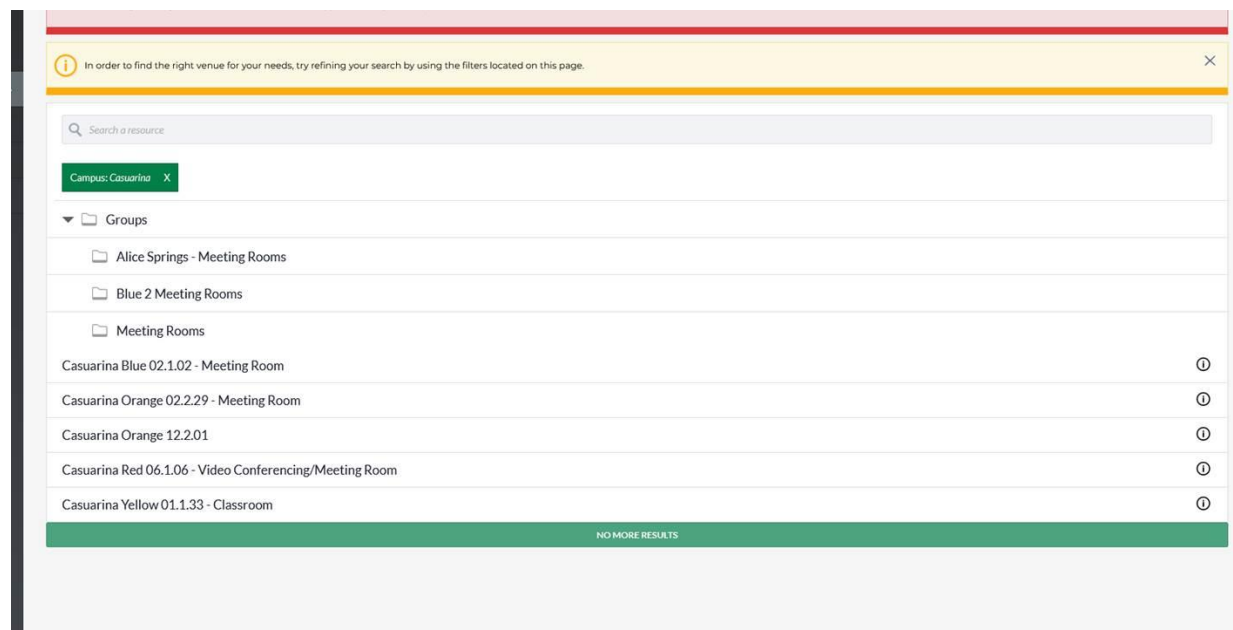 In order to find the right venue for your needs, try refining your search by using the filters located on this page.
Search a resource
Campus: Casuarina X
Groups
Alice Springs - Meeting Rooms
Blue 2 Meeting Rooms
Meeting Rooms
Casuarina Blue 02.1.02 - Meeting Room
Casuarina Orange 02.2.29 - Meeting Room
Casuarina Orange 12.2.01
Casuarina Red 06.1.06 - Video Conferencing/Meeting Room
Casuarina Yellow 01.1.33 - Classroom
NO MORE RESULTS